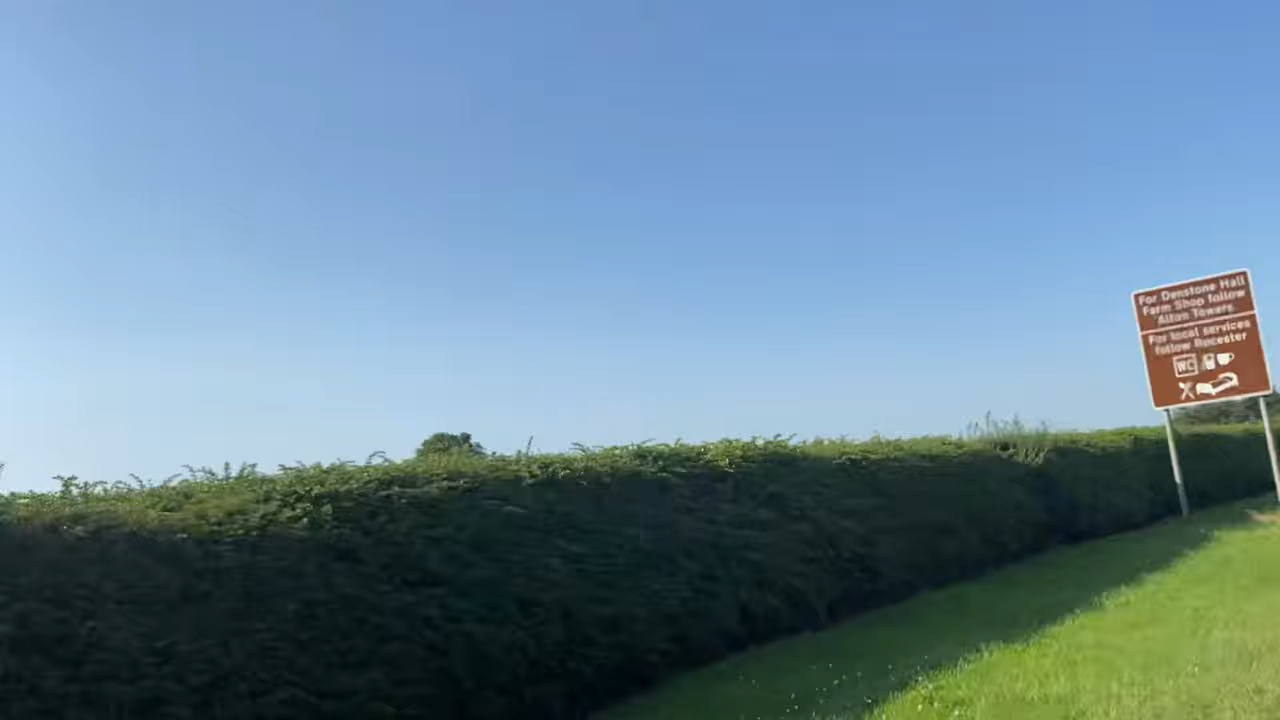 For Denstone Hall
Farm Shop follow
Alton Towers
For local services
follow Rocester
WC